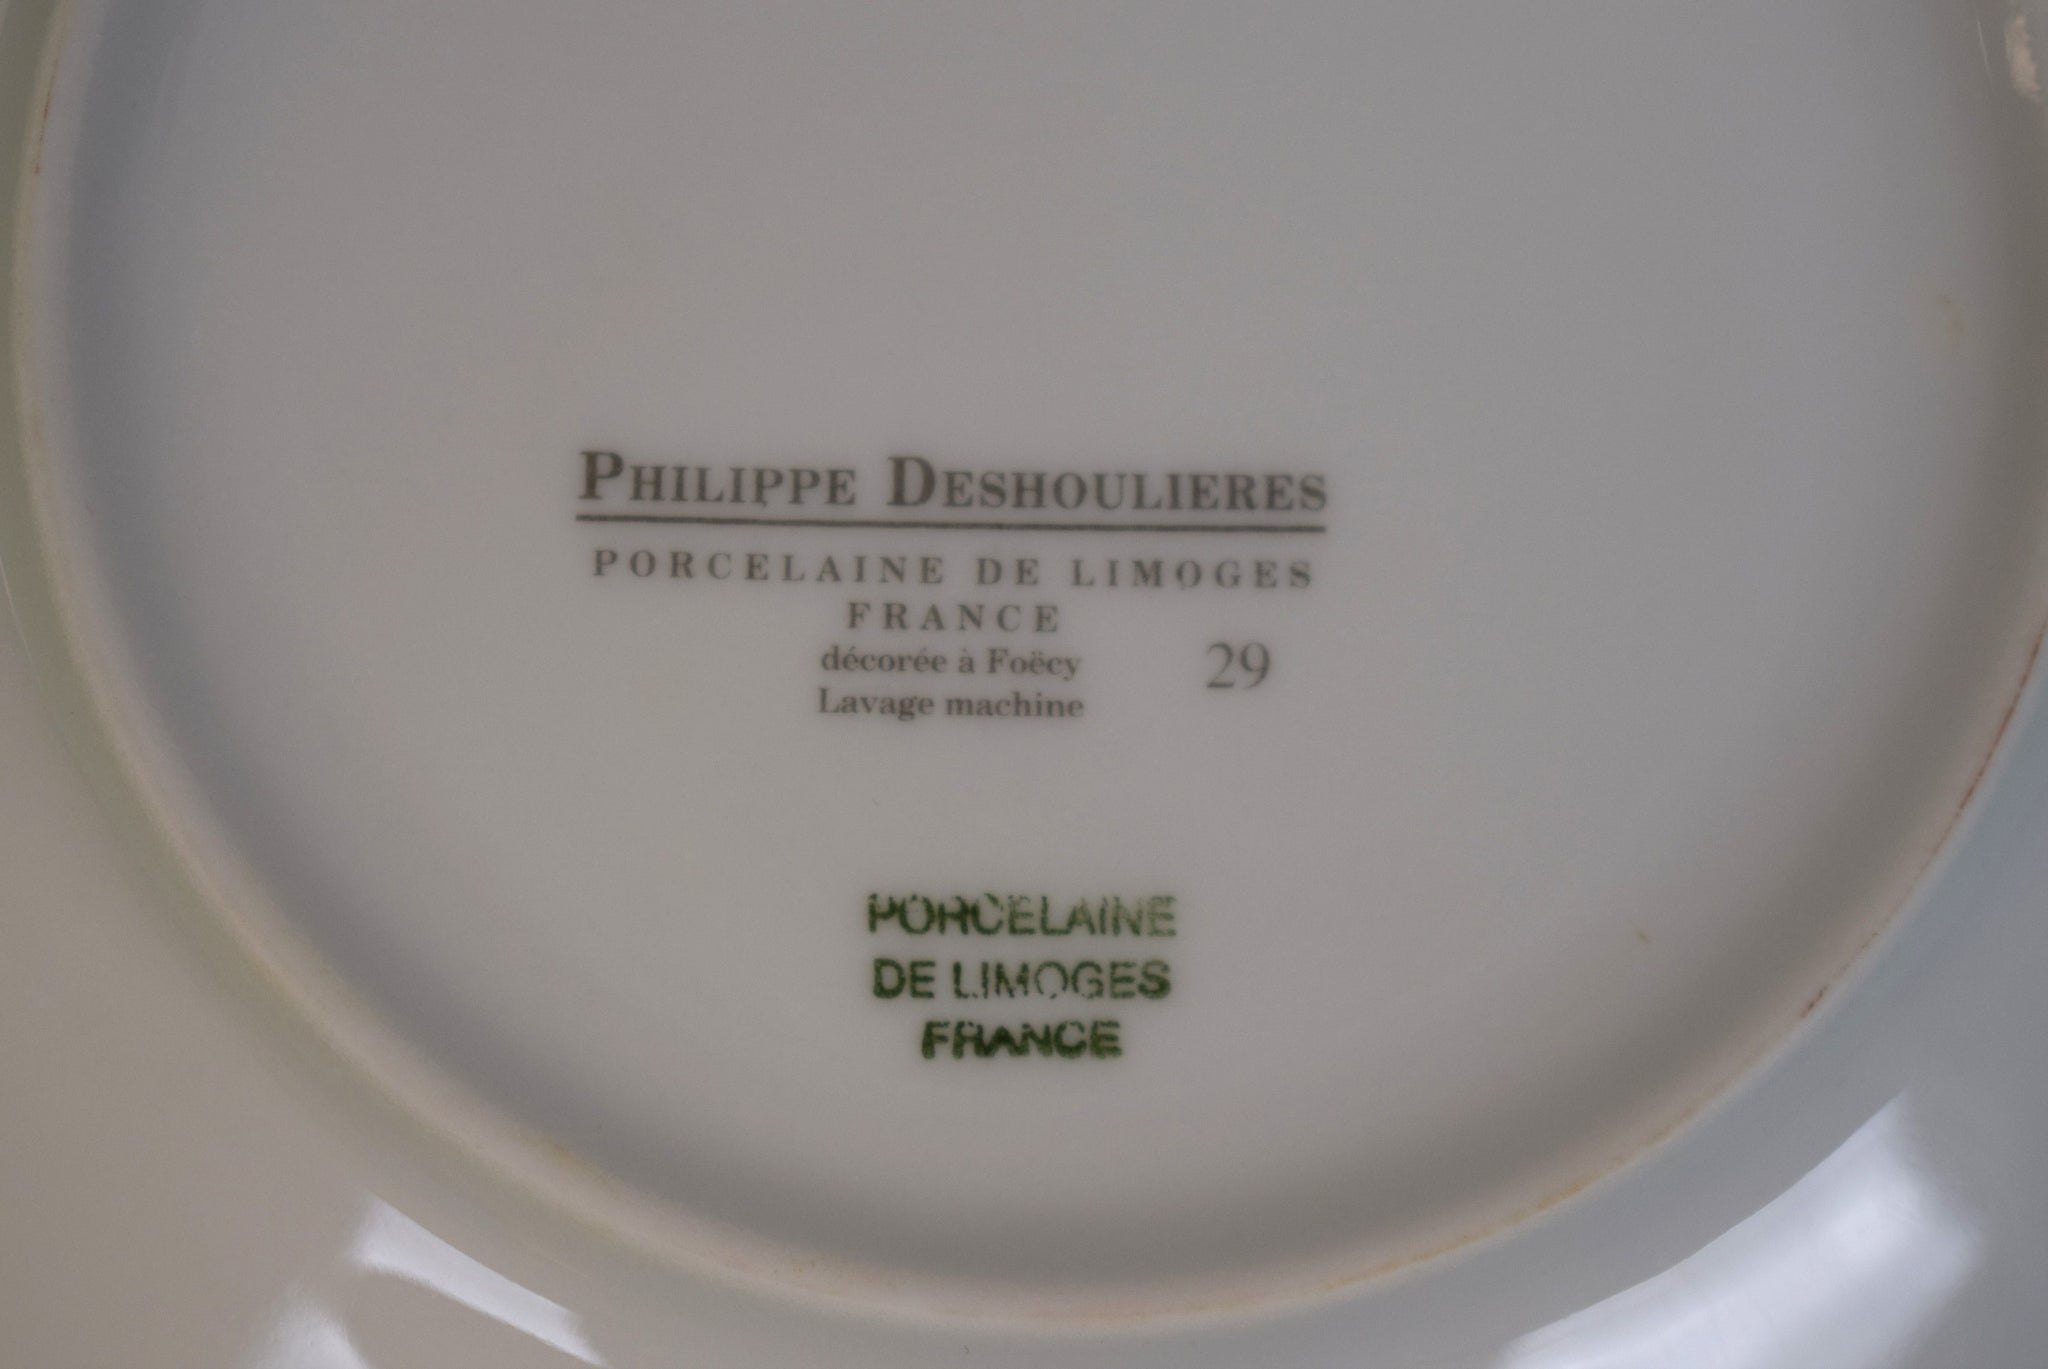 PHILIPPE DESHOULIERES
PORCELAINE DE LIMOGES
FRANCE
décorée à Foëcy 29
Lavage machine
PORCELAINE
DE LIMOGES
FRANCE